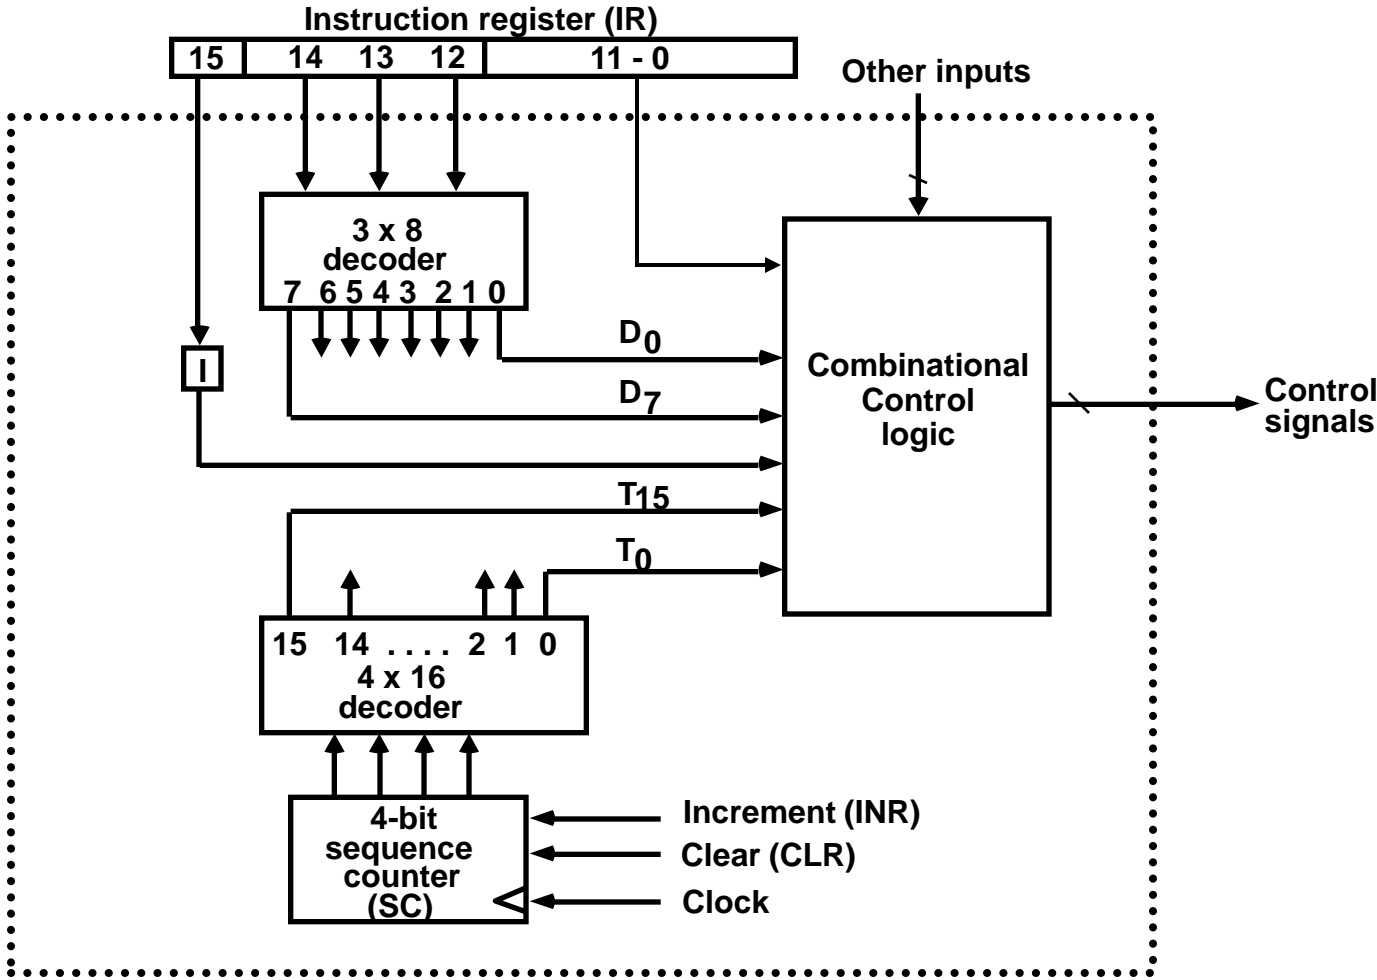 Instruction register (IR)
15 14 13 12 11 - 0
Other inputs
3 x 8
decoder
7 6 5 4 3 2 1 0
D0
I
D7
Combinational
Control
logic
Control
signals
T15
T0
15 14 . . . . 2 1 0
4 x 16
decoder
4-bit
sequence
counter
(SC)
Increment (INR)
Clear (CLR)
Clock